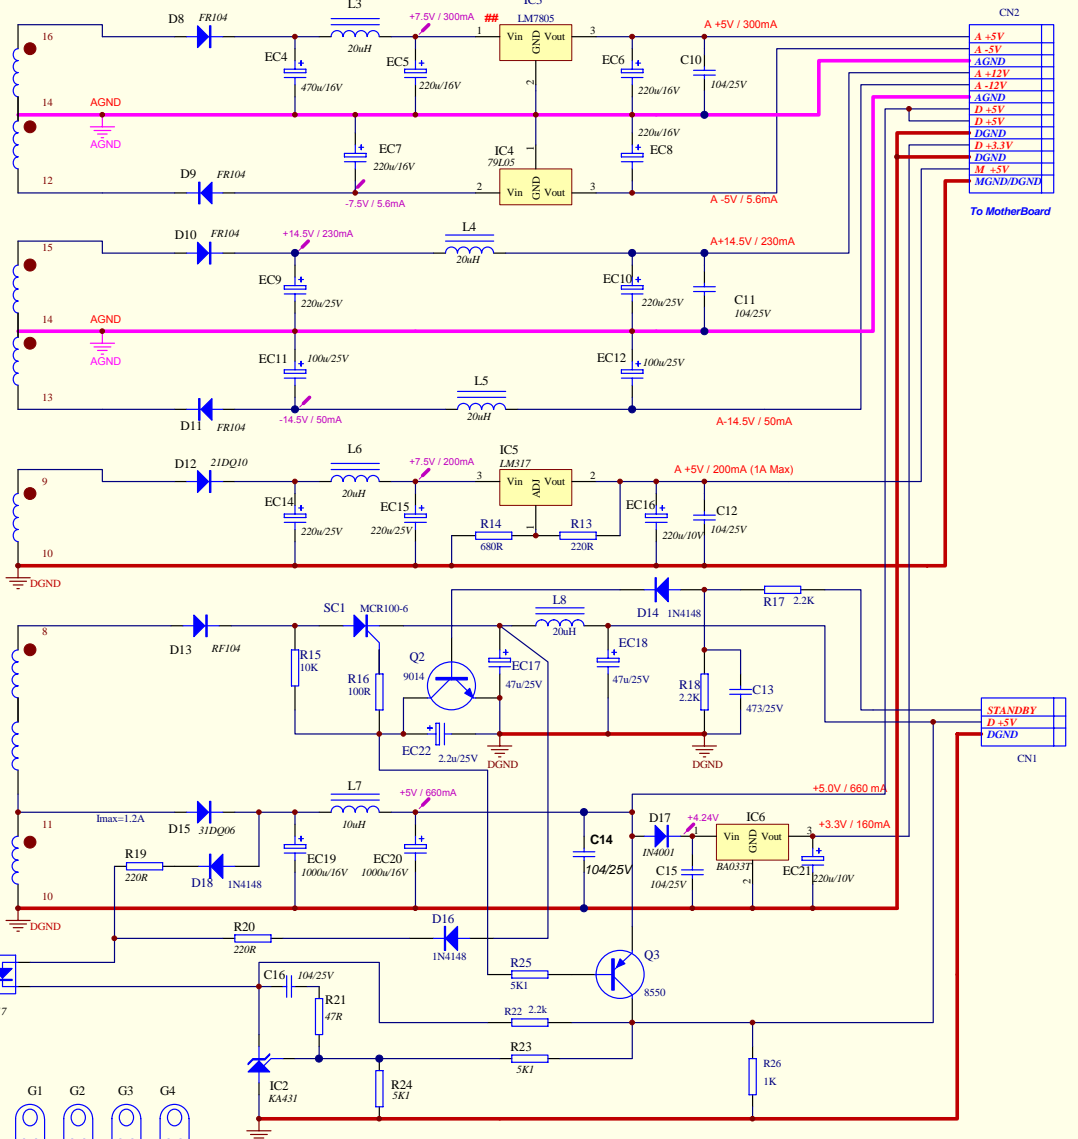 L3
IC3
CN2
D8
FR104
+7.5V / 300mA
##
LM7805
A +5V / 300mA
16
20uH
1
Vin
GND
Vout
3
A +5V
A -5V
AGND
A +12V
A -12V
AGND
D +5V
D +5V
DGND
D +3.3V
DGND
M +5V
MGND/DGND
To MotherBoard
EC4
470u/16V
EC5
220u/16V
2
EC6
220u/16V
C10
104/25V
14
AGND
AGND
EC7
220u/16V
IC4
79L05
1
220u/16V
EC8
12
D9
FR104
-7.5V / 5.6mA
2
Vin
GND
Vout
3
A -5V / 5.6mA
15
D10
FR104
+14.5V / 230mA
L4
20uH
A+14.5V / 230mA
EC9
220u/25V
EC10
220u/25V
C11
104/25V
14
AGND
AGND
EC11
100u/25V
EC12
100u/25V
13
D11
FR104
-14.5V / 50mA
L5
20uH
A-14.5V / 50mA
9
D12
21DQ10
L6
20uH
+7.5V / 200mA
IC5
LM317
3
Vin
ADJ
Vout
2
A +5V / 200mA (1A Max)
EC14
220u/25V
EC15
220u/25V
1
R14
680R
R13
220R
EC16
220u/10V
C12
104/25V
10
DGND
8
D13
RF104
SC1
MCR100-6
L8
20uH
D14
1N4148
R17
2.2K
R15
10K
R16
100R
Q2
9014
EC17
47u/25V
EC18
47u/25V
R18
2.2K
C13
473/25V
EC22
2.2u/25V
DGND
DGND
STANDBY
D +5V
DGND
CN1
11
Imax=1.2A
D15
31DQ06
L7
10uH
+5V / 660mA
+5.0V / 660 mA
D17
IN4001
+4.24V
1
IC6
Vin
GND
Vout
BA033T
3
+3.3V / 160mA
R19
220R
D18
1N4148
EC19
1000u/16V
EC20
1000u/16V
C14
104/25V
C15
104/25V
2
EC21
220u/10V
10
DGND
R20
220R
D16
1N4148
C16
104/25V
R25
5K1
Q3
8550
7
R21
47R
R22
2.2k
IC2
KA431
R24
5K1
R23
5K1
R26
1K
G1
G2
G3
G4